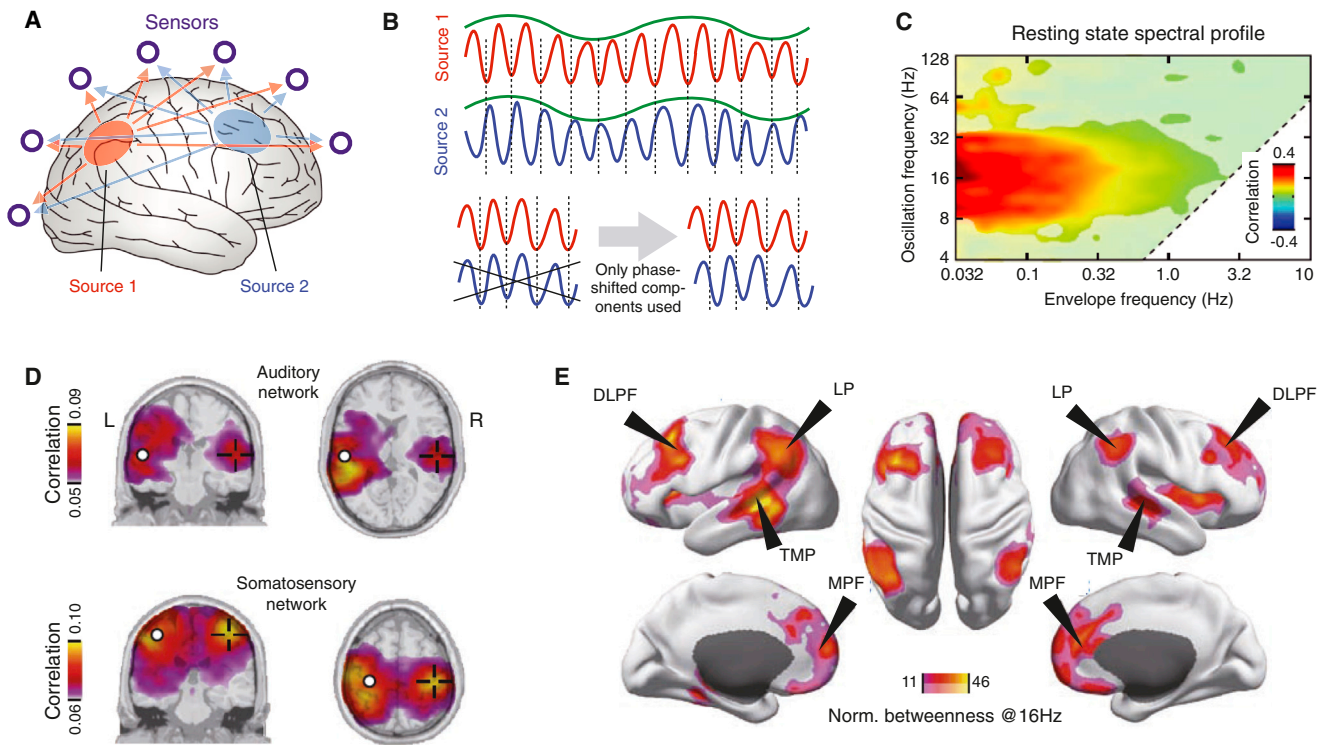 A
Sensors
Source 1
Source 2
B
Source 1
Source 2
Only phase-
shifted comp-
onents used
C
Resting state spectral profile
Oscillation frequency (Hz)
128
64
32
16
8
4
0.032
0.1
0.32
1.0
3.2
10
Envelope frequency (Hz)
Correlation
0.4
-0.4
D
Auditory
network
L
R
Correlation
0.09
0.05
Somatosensory
network
Correlation
0.10
0.06
E
DLPF
LP
LP
DLPF
TMP
TMP
MPF
MPF
11
46
Norm. betweenness @16Hz